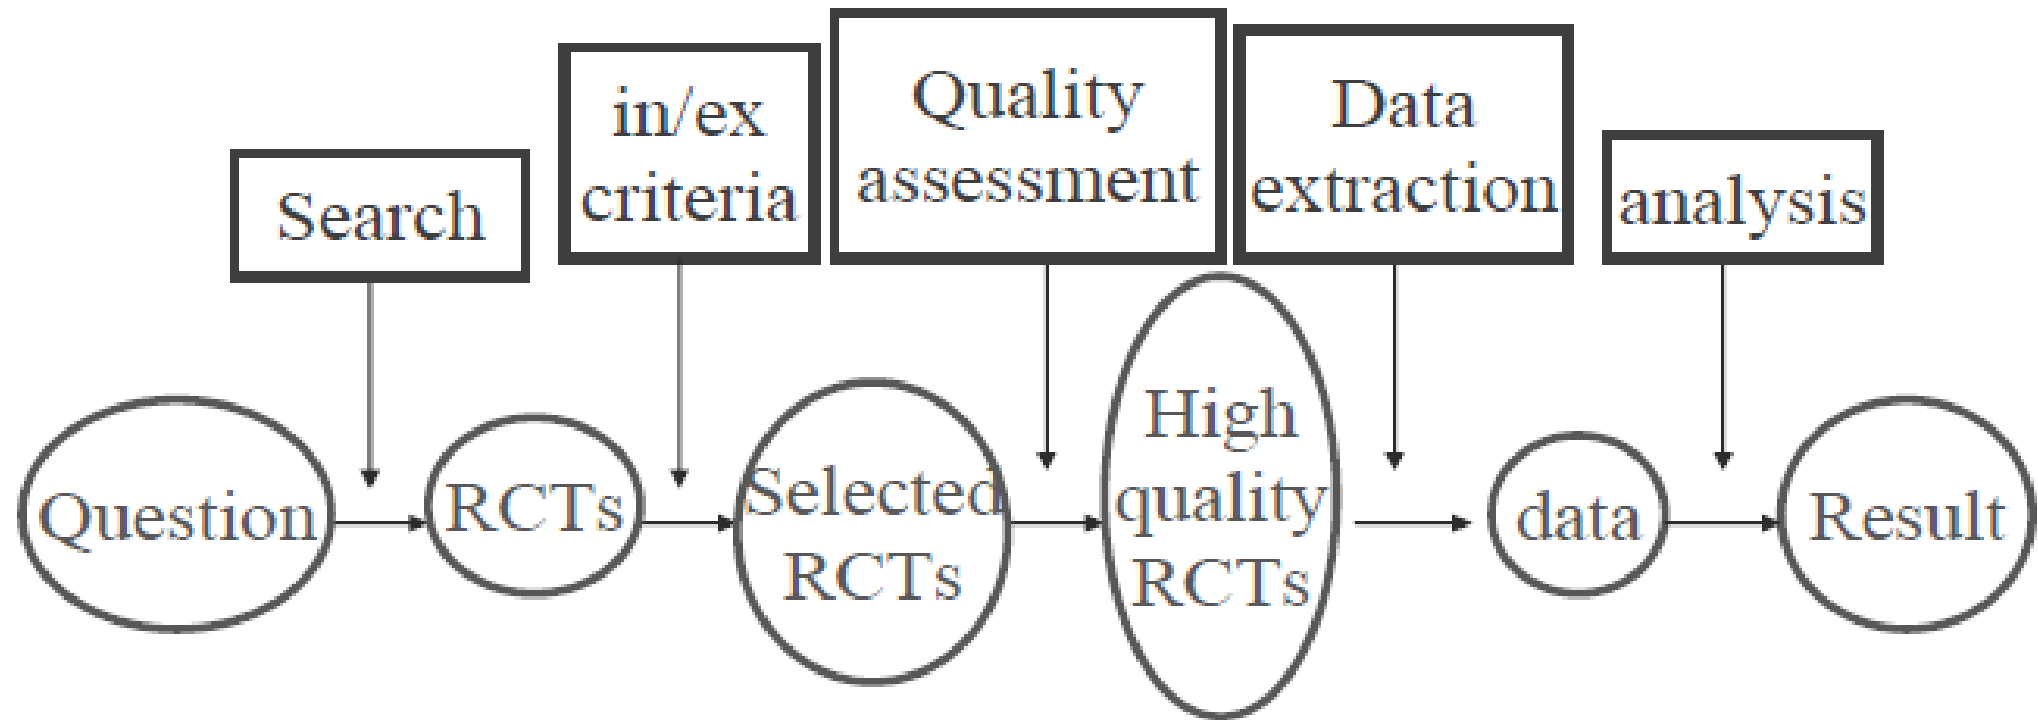 Search
in/ex
criteria
Quality
assessment
Data
extraction
analysis
Question
RCTs
Selected
RCTs
High
quality
RCTs
data
Result